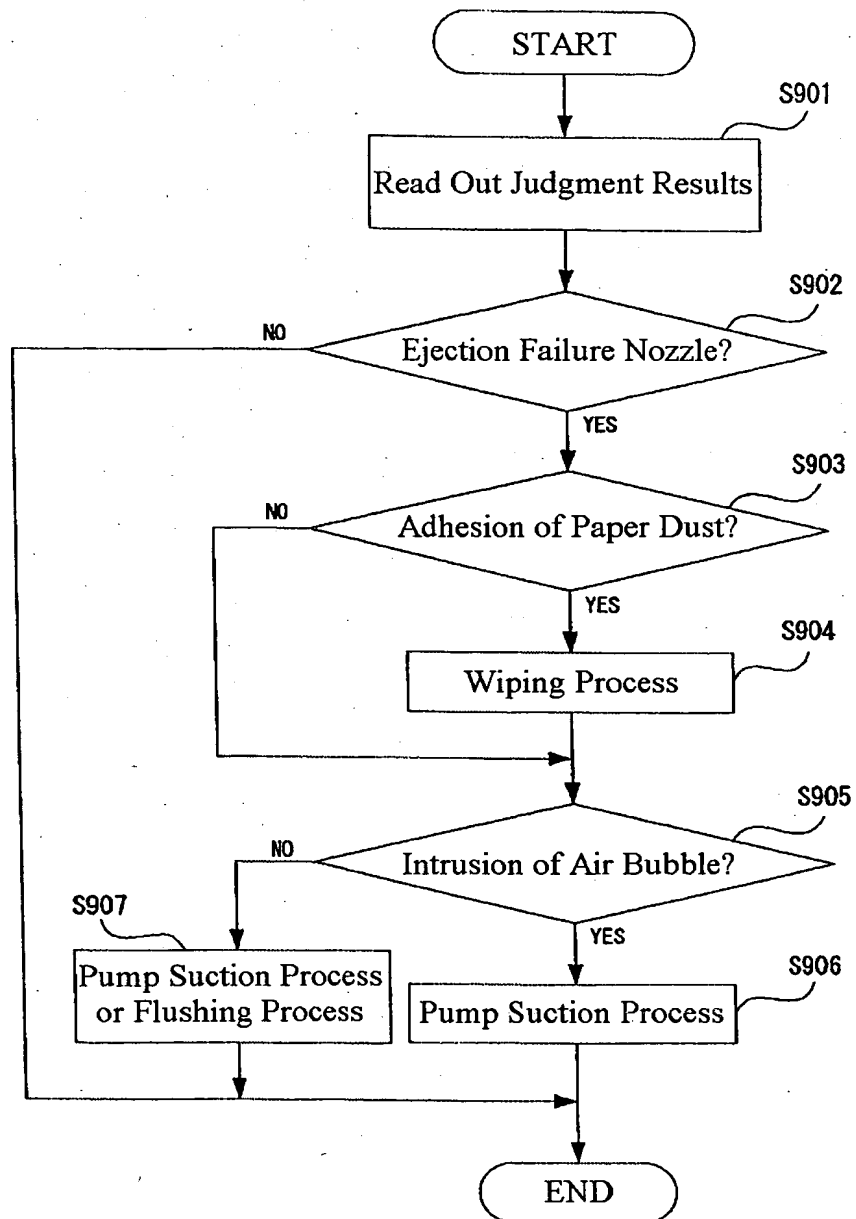 START
S901
Read Out Judgment Results
S902
NO
Ejection Failure Nozzle?
YES
S903
NO
Adhesion of Paper Dust?
YES
S904
Wiping Process
S905
NO
Intrusion of Air Bubble?
S907
YES
Pump Suction Process
or Flushing Process
S906
Pump Suction Process
END